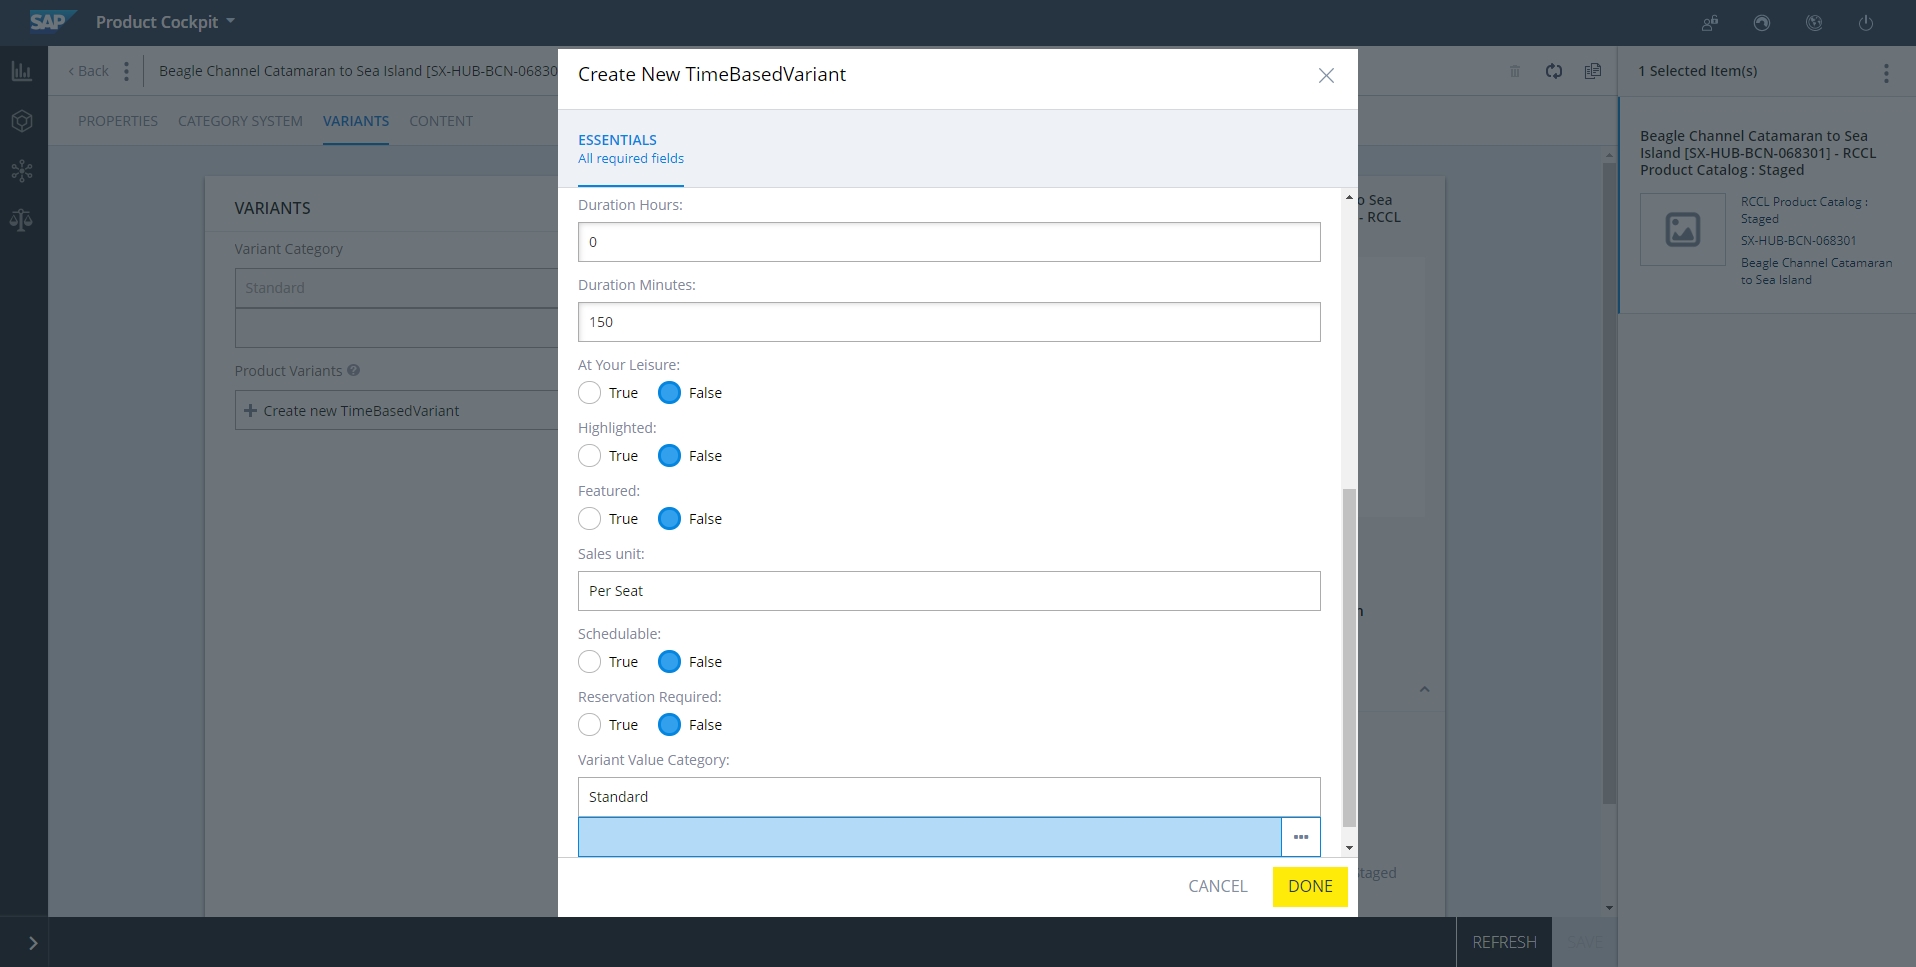 SAP Product Cockpit
< Back
Beagle Channel Catamaran to Sea Island [SX-HUB-BCN-06830
PROPERTIES CATEGORY SYSTEM VARIANTS CONTENT
VARIANTS
Variant Category
Standard
Product Variants
Create new TimeBasedVariant
Create New TimeBasedVariant
ESSENTIALS
All required fields
Duration Hours:
0
Duration Minutes:
150
At Your Leisure:
True False
Highlighted:
True False
Featured:
True False
Sales unit:
Per Seat
Schedulable:
True False
Reservation Required:
True False
Variant Value Category:
Standard
CANCEL DONE
o Sea
- RCCL
n
taged
1 Selected Item(s)
Beagle Channel Catamaran to Sea
Island [SX-HUB-BCN-068301] - RCCL
Product Catalog : Staged
RCCL Product Catalog :
Staged
SX-HUB-BCN-068301
Beagle Channel Catamaran
to Sea Island
REFRESH SAVE